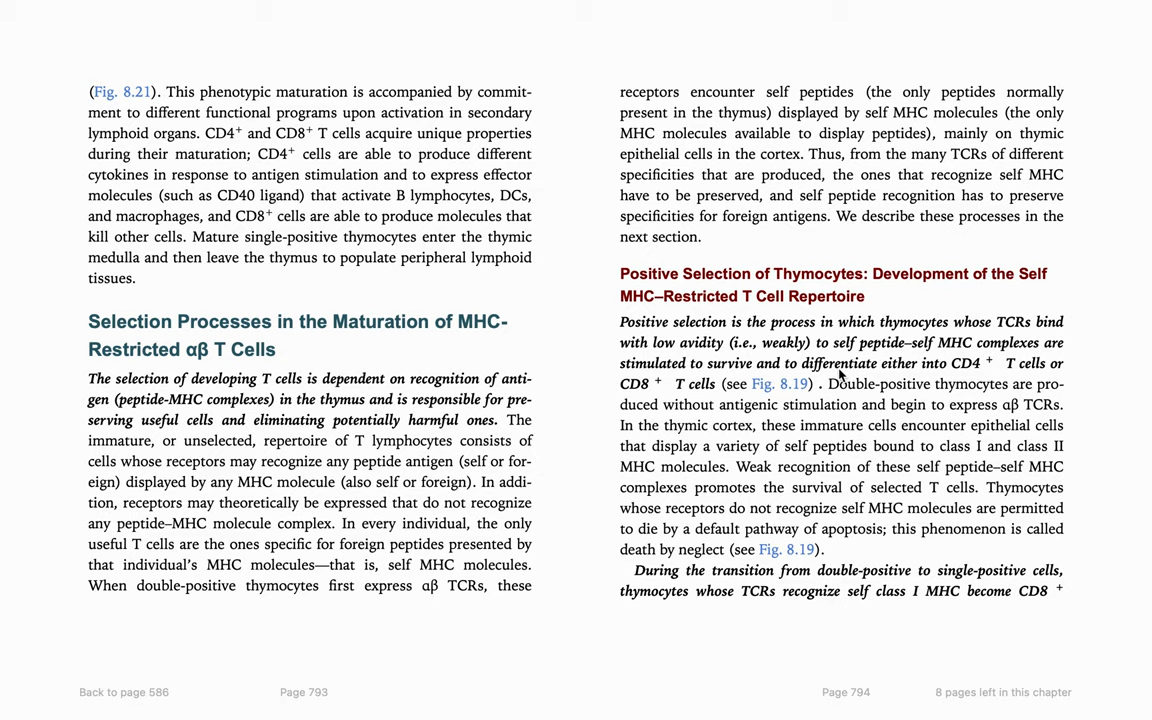 (Fig. 8.21). This phenotypic maturation is accompanied by commit-
ment to different functional programs upon activation in secondary
lymphoid organs. CD4⁺ and CD8⁺ T cells acquire unique properties
during their maturation; CD4⁺ cells are able to produce different
cytokines in response to antigen stimulation and to express effector
molecules (such as CD40 ligand) that activate B lymphocytes, DCs,
and macrophages, and CD8⁺ cells are able to produce molecules that
kill other cells. Mature single-positive thymocytes enter the thymic
medulla and then leave the thymus to populate peripheral lymphoid
tissues.
Selection Processes in the Maturation of MHC-
Restricted αβ T Cells
The selection of developing T cells is dependent on recognition of anti-
gen (peptide-MHC complexes) in the thymus and is responsible for pre-
serving useful cells and eliminating potentially harmful ones. The
immature, or unselected, repertoire of T lymphocytes consists of
cells whose receptors may recognize any peptide antigen (self or for-
eign) displayed by any MHC molecule (also self or foreign). In addi-
tion, receptors may theoretically be expressed that do not recognize
any peptide–MHC molecule complex. In every individual, the only
useful T cells are the ones specific for foreign peptides presented by
that individual's MHC molecules—that is, self MHC molecules.
When double-positive thymocytes first express αβ TCRs, these
receptors encounter self peptides (the only peptides normally
present in the thymus) displayed by self MHC molecules (the only
MHC molecules available to display peptides), mainly on thymic
epithelial cells in the cortex. Thus, from the many TCRs of different
specificities that are produced, the ones that recognize self MHC
have to be preserved, and self peptide recognition has to preserve
specificities for foreign antigens. We describe these processes in the
next section.
Positive Selection of Thymocytes: Development of the Self
MHC–Restricted T Cell Repertoire
Positive selection is the process in which thymocytes whose TCRs bind
with low avidity (i.e., weakly) to self peptide–self MHC complexes are
stimulated to survive and to differentiate either into CD4 ⁺ T cells or
CD8 ⁺ T cells (see Fig. 8.19) . Double-positive thymocytes are pro-
duced without antigenic stimulation and begin to express αβ TCRs.
In the thymic cortex, these immature cells encounter epithelial cells
that display a variety of self peptides bound to class I and class II
MHC molecules. Weak recognition of these self peptide–self MHC
complexes promotes the survival of selected T cells. Thymocytes
whose receptors do not recognize self MHC molecules are permitted
to die by a default pathway of apoptosis; this phenomenon is called
death by neglect (see Fig. 8.19).
During the transition from double-positive to single-positive cells,
thymocytes whose TCRs recognize self class I MHC become CD8 ⁺
Back to page 586
Page 793
Page 794
8 pages left in this chapter